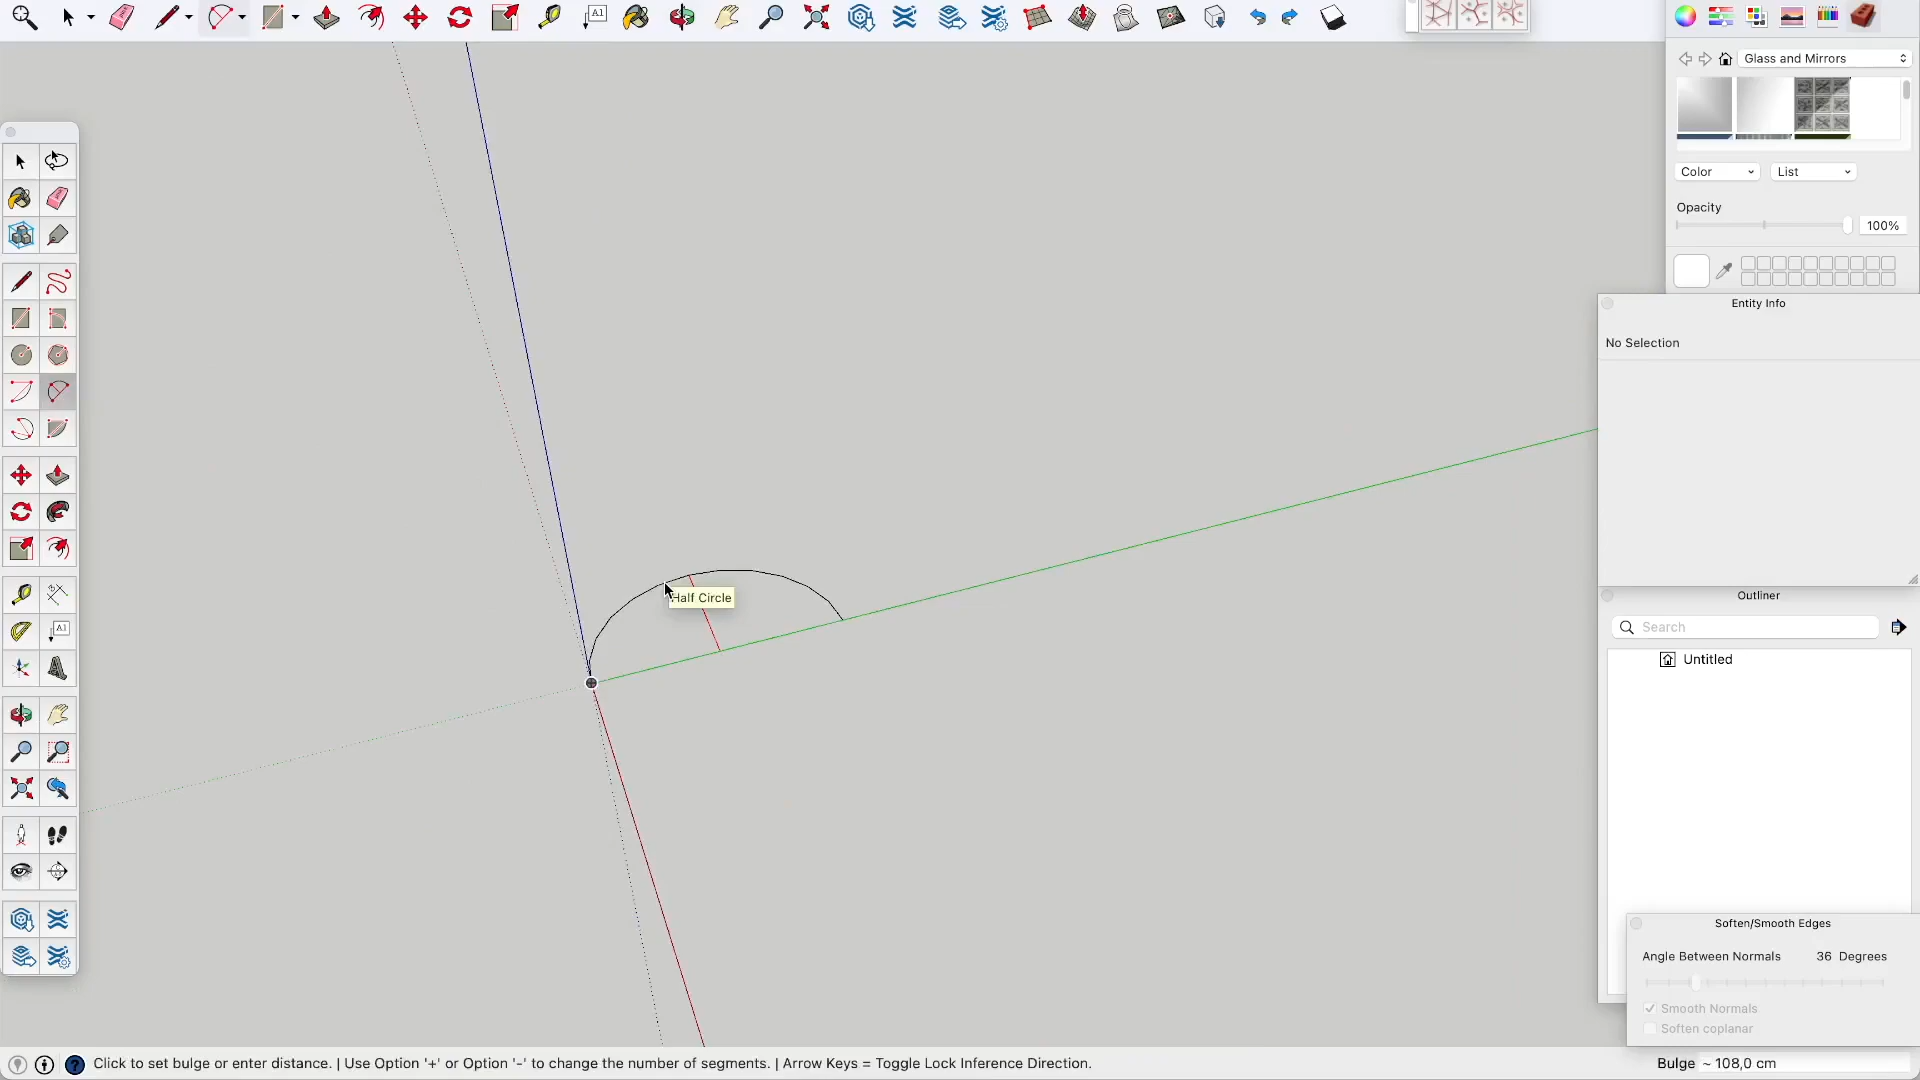 A1
Glass and Mirrors
Color
List
Opacity
100%
Entity Info
No Selection
A1
Half Circle
Outliner
Search
Untitled
Soften/Smooth Edges
Angle Between Normals 36 Degrees
Smooth Normals
Soften coplanar
Click to set bulge or enter distance. | Use Option '+' or Option '-' to change the number of segments. | Arrow Keys = Toggle Lock Inference Direction.
Bulge ~ 108,0 cm